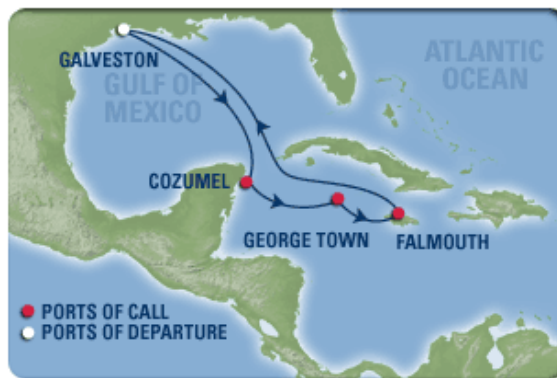 GALVESTON
GULF OF
MEXICO
ATLANTIC
OCEAN
COZUMEL
GEORGE TOWN
FALMOUTH
PORTS OF CALL
PORTS OF DEPARTURE